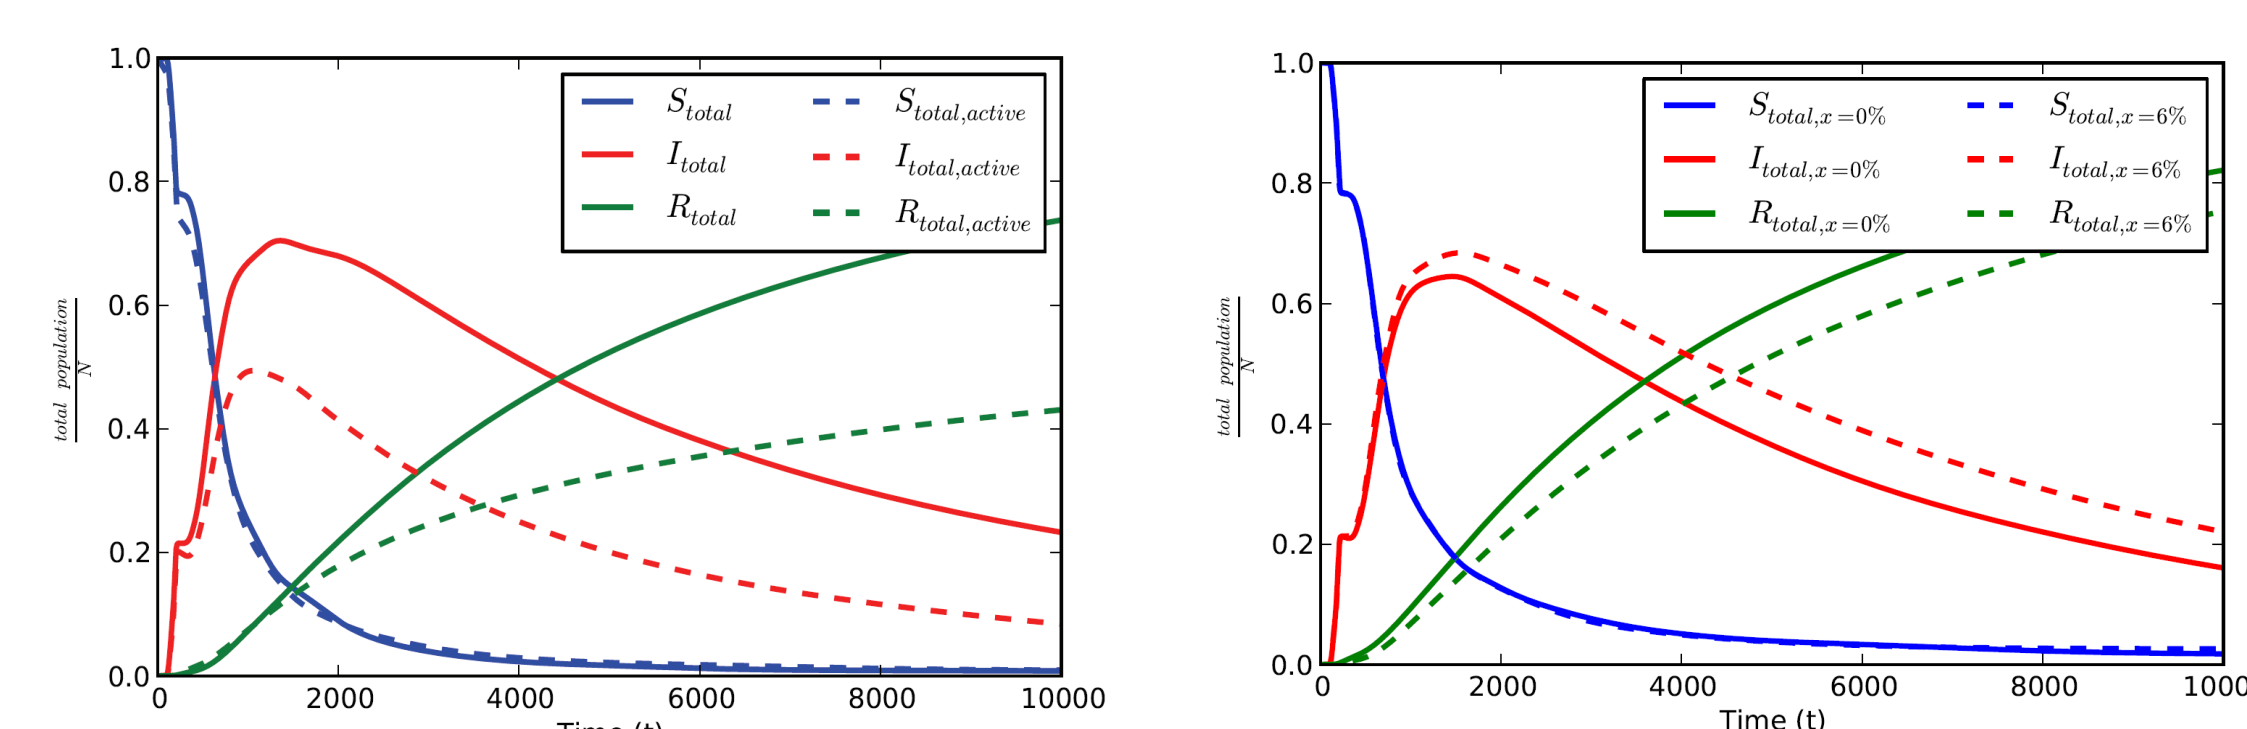 1.0
0.8
0.6
0.4
0.2
0.0
total population
N
0 2000 4000 6000 8000 10000
Time (t)
S_total S_total,active
I_total I_total,active
R_total R_total,active
1.0
0.8
0.6
0.4
0.2
0.0
total population
N
0 2000 4000 6000 8000 1000
Time (t)
S_total,x=0% S_total,x=6%
I_total,x=0% I_total,x=6%
R_total,x=0% R_total,x=6%